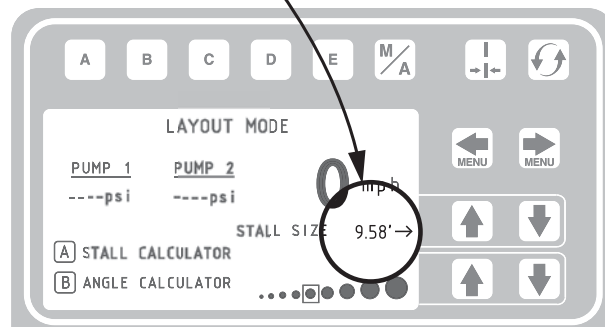 A B C D E M/A
LAYOUT MODE
MENU MENU
PUMP 1 PUMP 2 0 mph
----psi ----psi
STALL SIZE 9.58'→
A STALL CALCULATOR
B ANGLE CALCULATOR